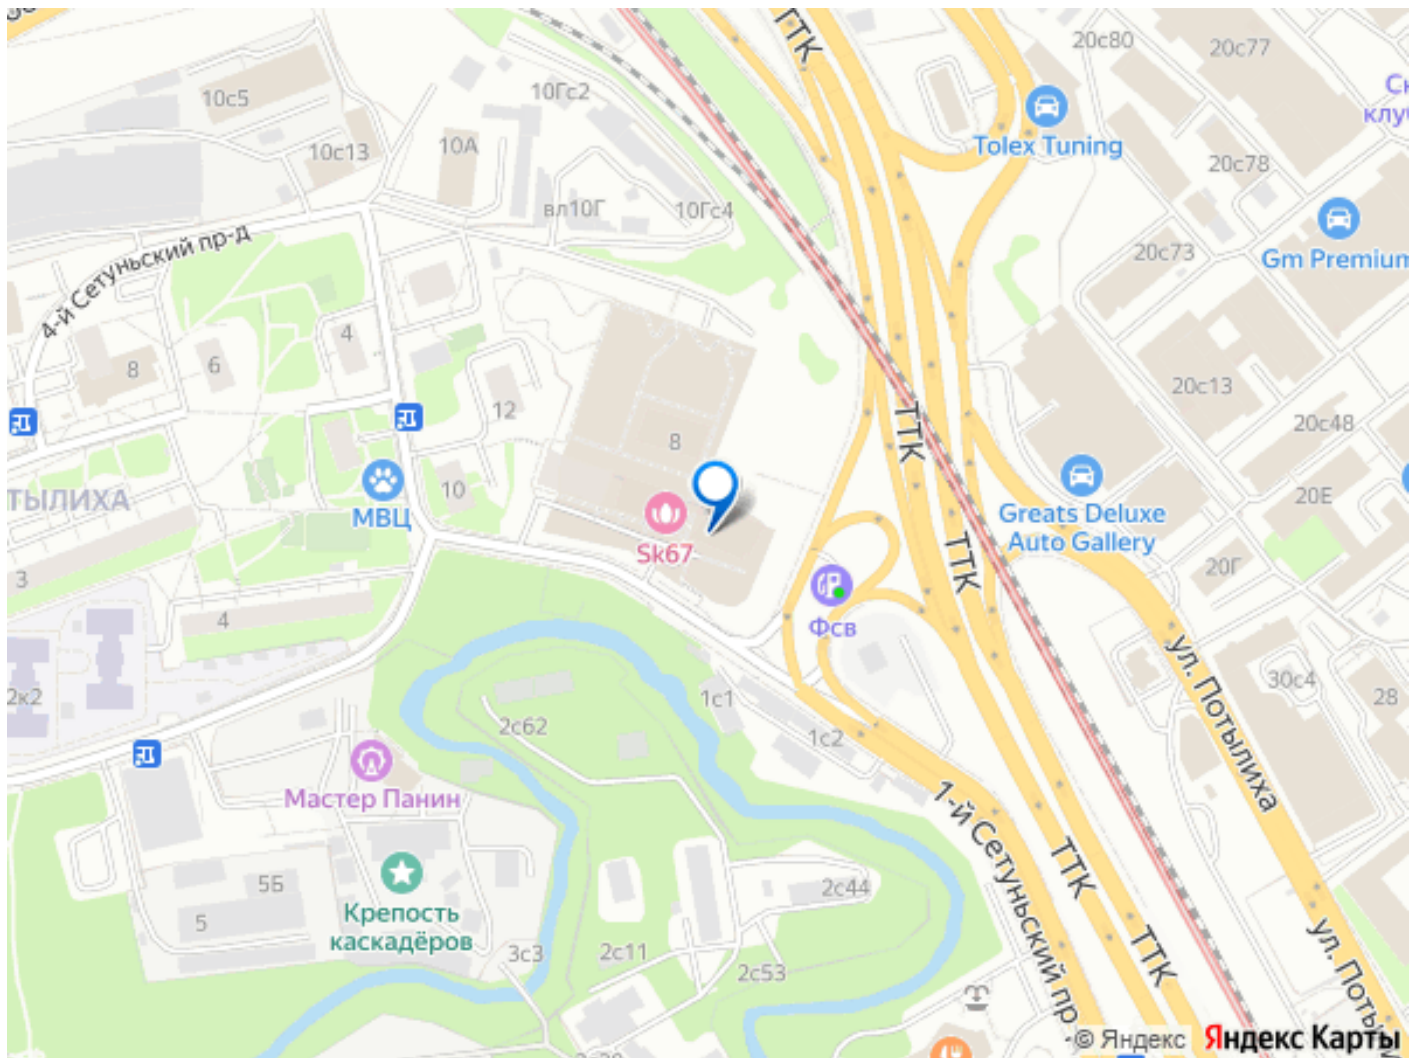 ТТК
20с80
20с77
10с5
10Гс2
Tolex Tuning
10с13
10А
20с78
вл10Г
10Гс4
4-й Сетуньский пр-д
20с73
Gm Premium
4
6
8
12
20с13
ТТК
20с48
8
ТЫЛИХА
МВЦ
10
Sk67
Greats Deluxe
Auto Gallery
20Е
ТТК
20Г
3
4
Фсв
ул. Потылиха
2к2
1с1
30с4
28
2с62
1с2
Мастер Панин
1-й Сетуньский пр
ТТК
5Б
5
2с44
Крепость
каскадёров
3с3
2с11
2с53
ТТК
ул. Поты
© Яндекс Яндекс Карты